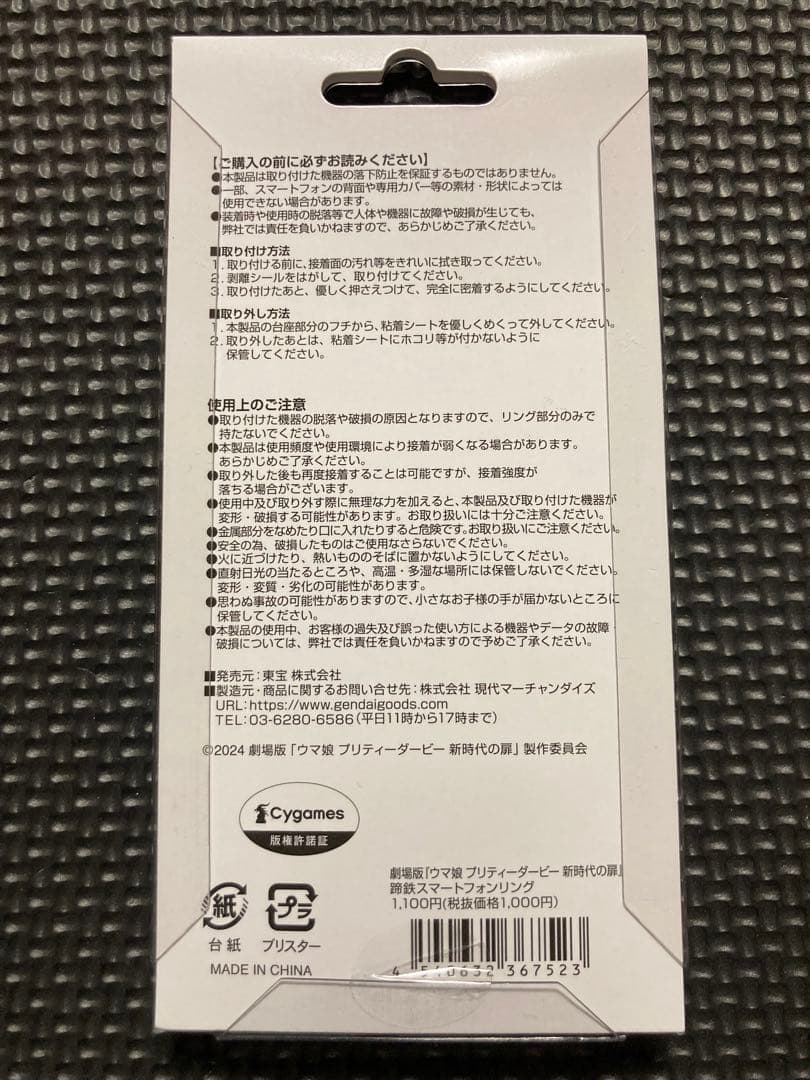 【ご購入の前に必ずお読みください】
●本製品は取り付けた機器の落下防止を保証するものではありません。
●一部、スマートフォンの背面や専用カバー等の素材・形状によっては
使用できない場合があります。
●装着時や使用時の脱落等で人体や機器に故障や破損が生じても、
弊社では責任を負いかねますので、あらかじめご了承ください。
■取り付け方法
1. 取り付ける前に、接着面の汚れ等をきれいに拭き取ってください。
2. 剥離シールをはがして、取り付けてください。
3. 取り付けたあと、優しく押さえつけて、完全に密着するようにしてください。
■取り外し方法
1. 本製品の台座部分のフチから、粘着シートを優しくめくって外してください。
2. 取り外したあとは、粘着シートにホコリ等が付かないように
保管してください。
使用上のご注意
●取り付けた機器の脱落や破損の原因となりますので、リング部分のみで
持たないでください。
●本製品は使用頻度や使用環境により接着が弱くなる場合があります。
あらかじめご了承ください。
●取り外した後も再度接着することは可能ですが、接着強度が
落ちる場合がございます。
●使用中及び取り外す際に無理な力を加えると、本製品及び取り付けた機器が
変形・破損する可能性があります。お取り扱いには十分ご注意ください。
●金属部分をなめたり口に入れたりすると危険です。お取り扱いにご注意ください。
●安全の為、破損したものはご使用なさらないでください。
●火に近づけたり、熱いもののそばに置かないようにしてください。
●直射日光の当たるところや、高温・多湿な場所には保管しないでください。
変形・変質・劣化の可能性があります。
●思わぬ事故の可能性がありますので、小さなお子様の手が届かないところに
保管してください。
●本製品の使用中、お客様の過失及び誤った使い方による機器やデータの故障・
破損については、弊社では責任を負いかねますので予めご了承ください。
■発売元：東宝 株式会社
■製造元・商品に関するお問い合せ先：株式会社 現代マーチャンダイズ
URL：https://www.gendaigoods.com
TEL：03-6280-6586（平日11時から17時まで）
©2024 劇場版「ウマ娘 プリティーダービー 新時代の扉」製作委員会
Cygames
版権許諾証
劇場版『ウマ娘 プリティーダービー 新時代の扉』
蹄鉄スマートフォンリング
1,100円(税抜価格1,000円)
紙
プラ
台紙
ブリスター
MADE IN CHINA
4 540632 367523